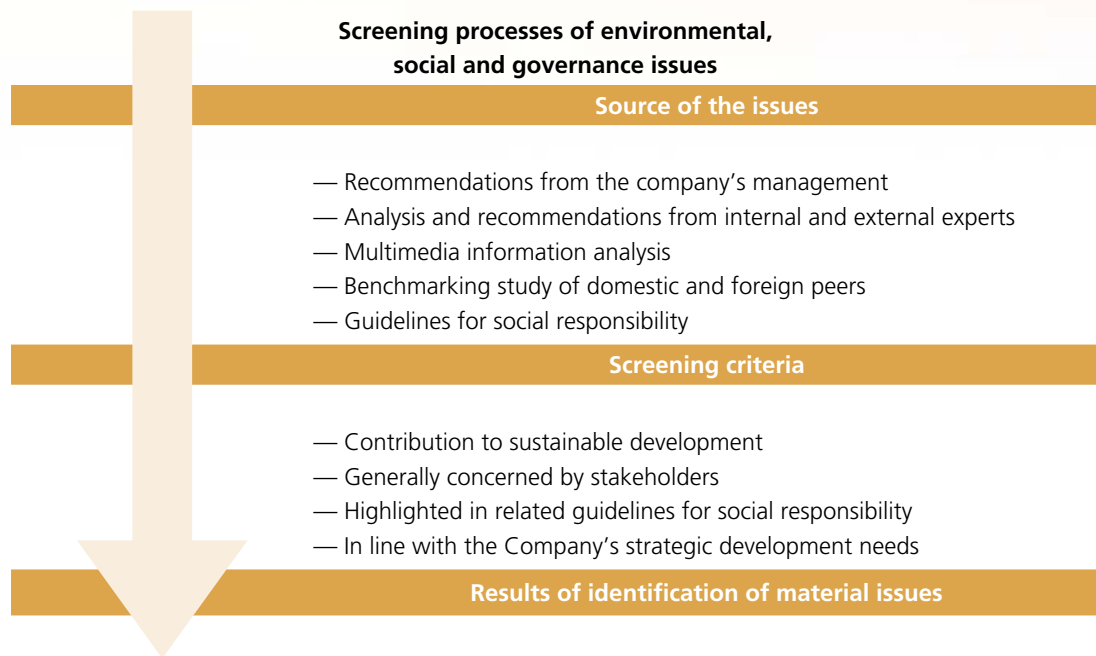 Screening processes of environmental,
social and governance issues
Source of the issues
— Recommendations from the company’s management
— Analysis and recommendations from internal and external experts
— Multimedia information analysis
— Benchmarking study of domestic and foreign peers
— Guidelines for social responsibility
Screening criteria
— Contribution to sustainable development
— Generally concerned by stakeholders
— Highlighted in related guidelines for social responsibility
— In line with the Company’s strategic development needs
Results of identification of material issues